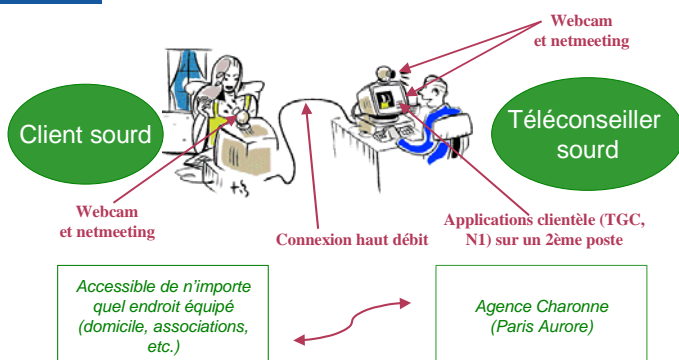 Webcam
et netmeeting
Client sourd
Téléconseiller
sourd
Webcam
et netmeeting
Connexion haut débit
Applications clientèle (TGC,
N1) sur un 2ème poste
Accessible de n'importe
quel endroit équipé
(domicile, associations,
etc.)
Agence Charonne
(Paris Aurore)